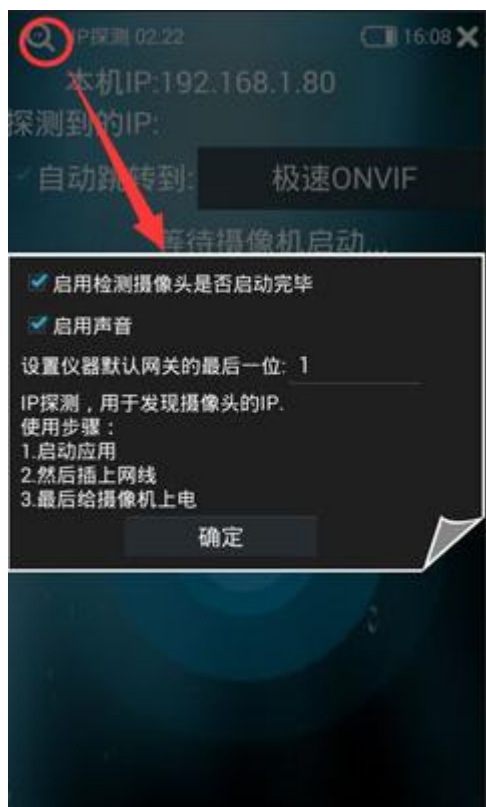 IP探测 02.22
16:08
本机IP:192.168.1.80
探测到的IP:
自动跳转到: 极速ONVIF
等待摄像机启动...
启用检测摄像头是否启动完毕
启用声音
设置仪器默认网关的最后一位: 1
IP探测，用于发现摄像头的IP.
使用步骤：
1.启动应用
2.然后插上网线
3.最后给摄像机上电
确定